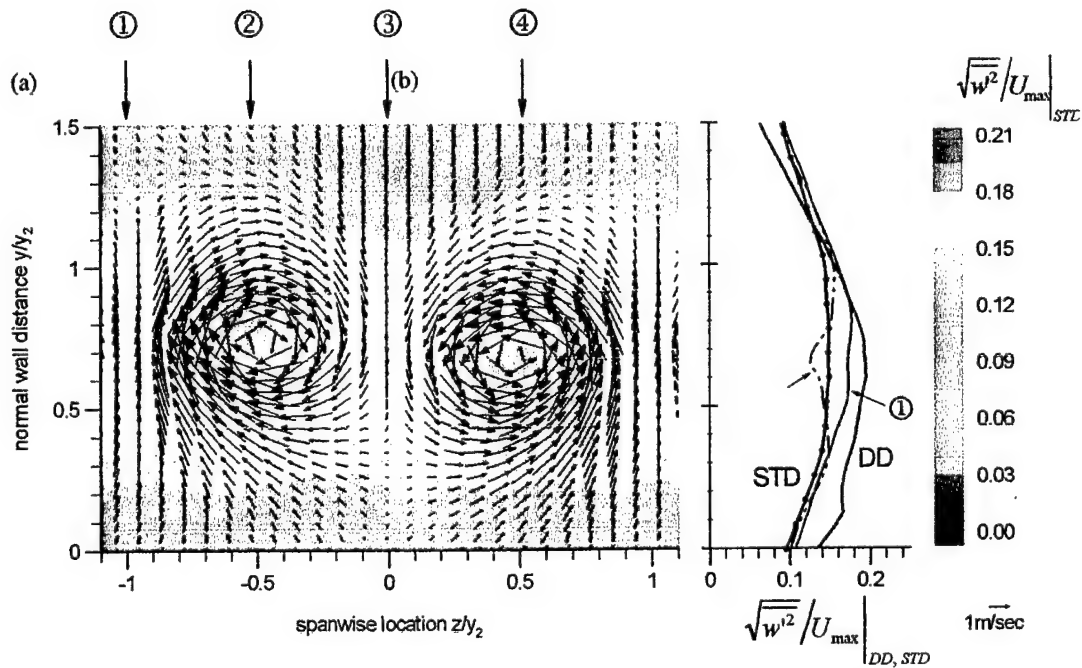 ① ② ③ ④
(a) (b)
√w'² / U_max |_STD
1.5
1
0.5
0
normal wall distance y/y₂
-1 -0.5 0 0.5 1
spanwise location z/y₂
STD
DD
①
0 0.1 0.2
√w'² / U_max |_DD, STD
0.21
0.18
0.15
0.12
0.09
0.06
0.03
0.00
1m/sec